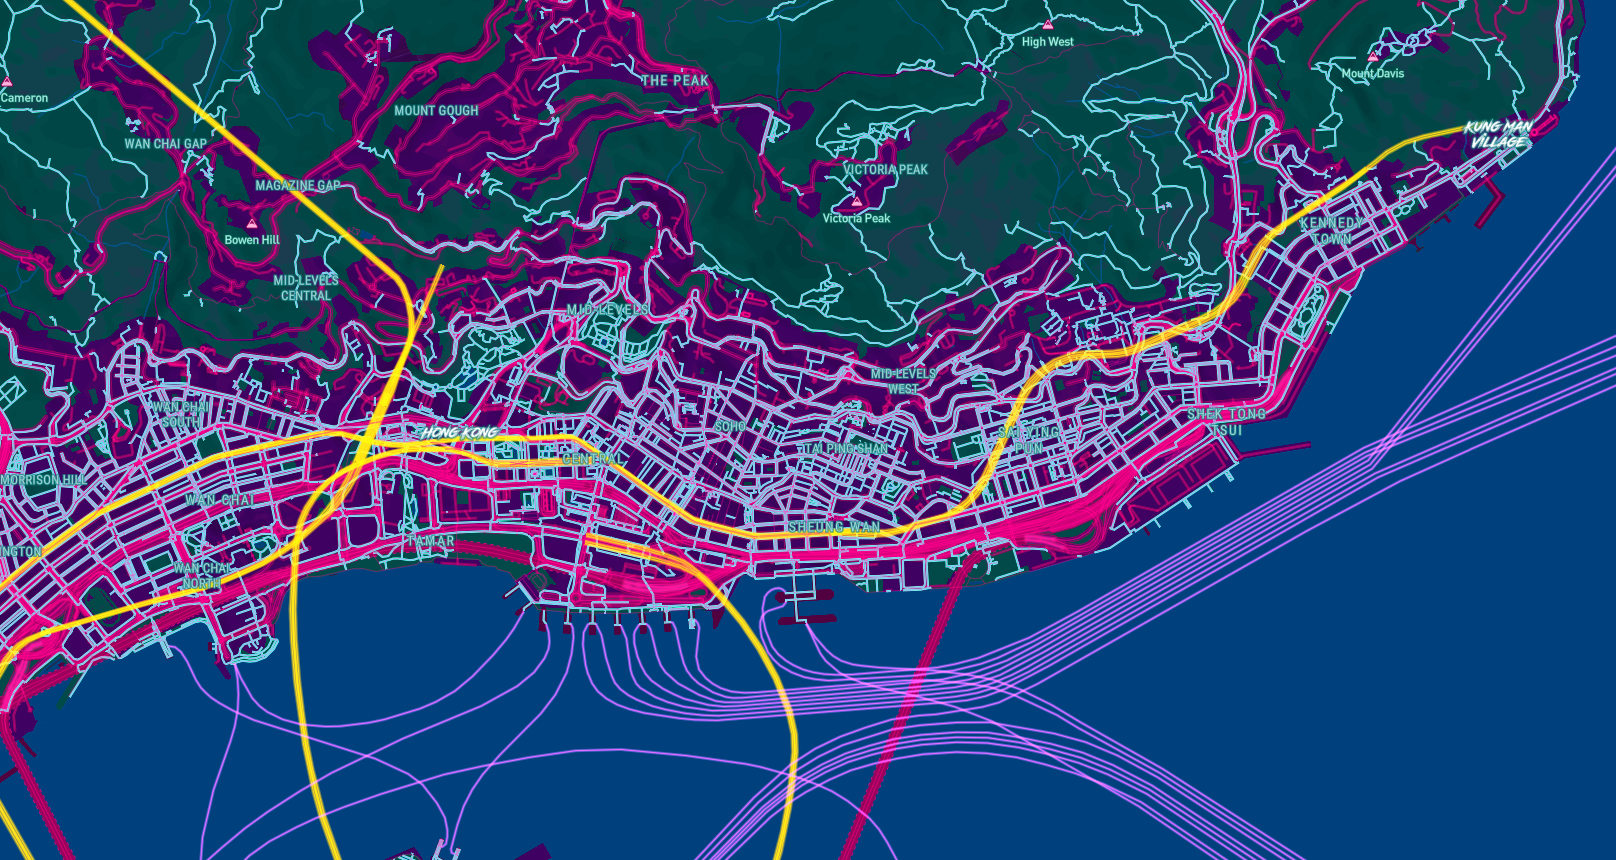 High West
Mount Davis
THE PEAK
Cameron
MOUNT GOUGH
KUNG MAN
VILLAGE
WAN CHAI GAP
VICTORIA PEAK
MAGAZINE GAP
Victoria Peak
KENNEDY
TOWN
Bowen Hill
MID-LEVELS
CENTRAL
MID-LEVELS
MID-LEVELS
WEST
WAN CHAI
SOUTH
SHEK TONG
TSUI
HONG KONG
SOHO
SAI YING
PUN
TAI PING SHAN
CENTRAL
MORRISON HILL
WAN CHAI
SHEUNG WAN
TAMAR
INGTON
WAN CHAI
NORTH